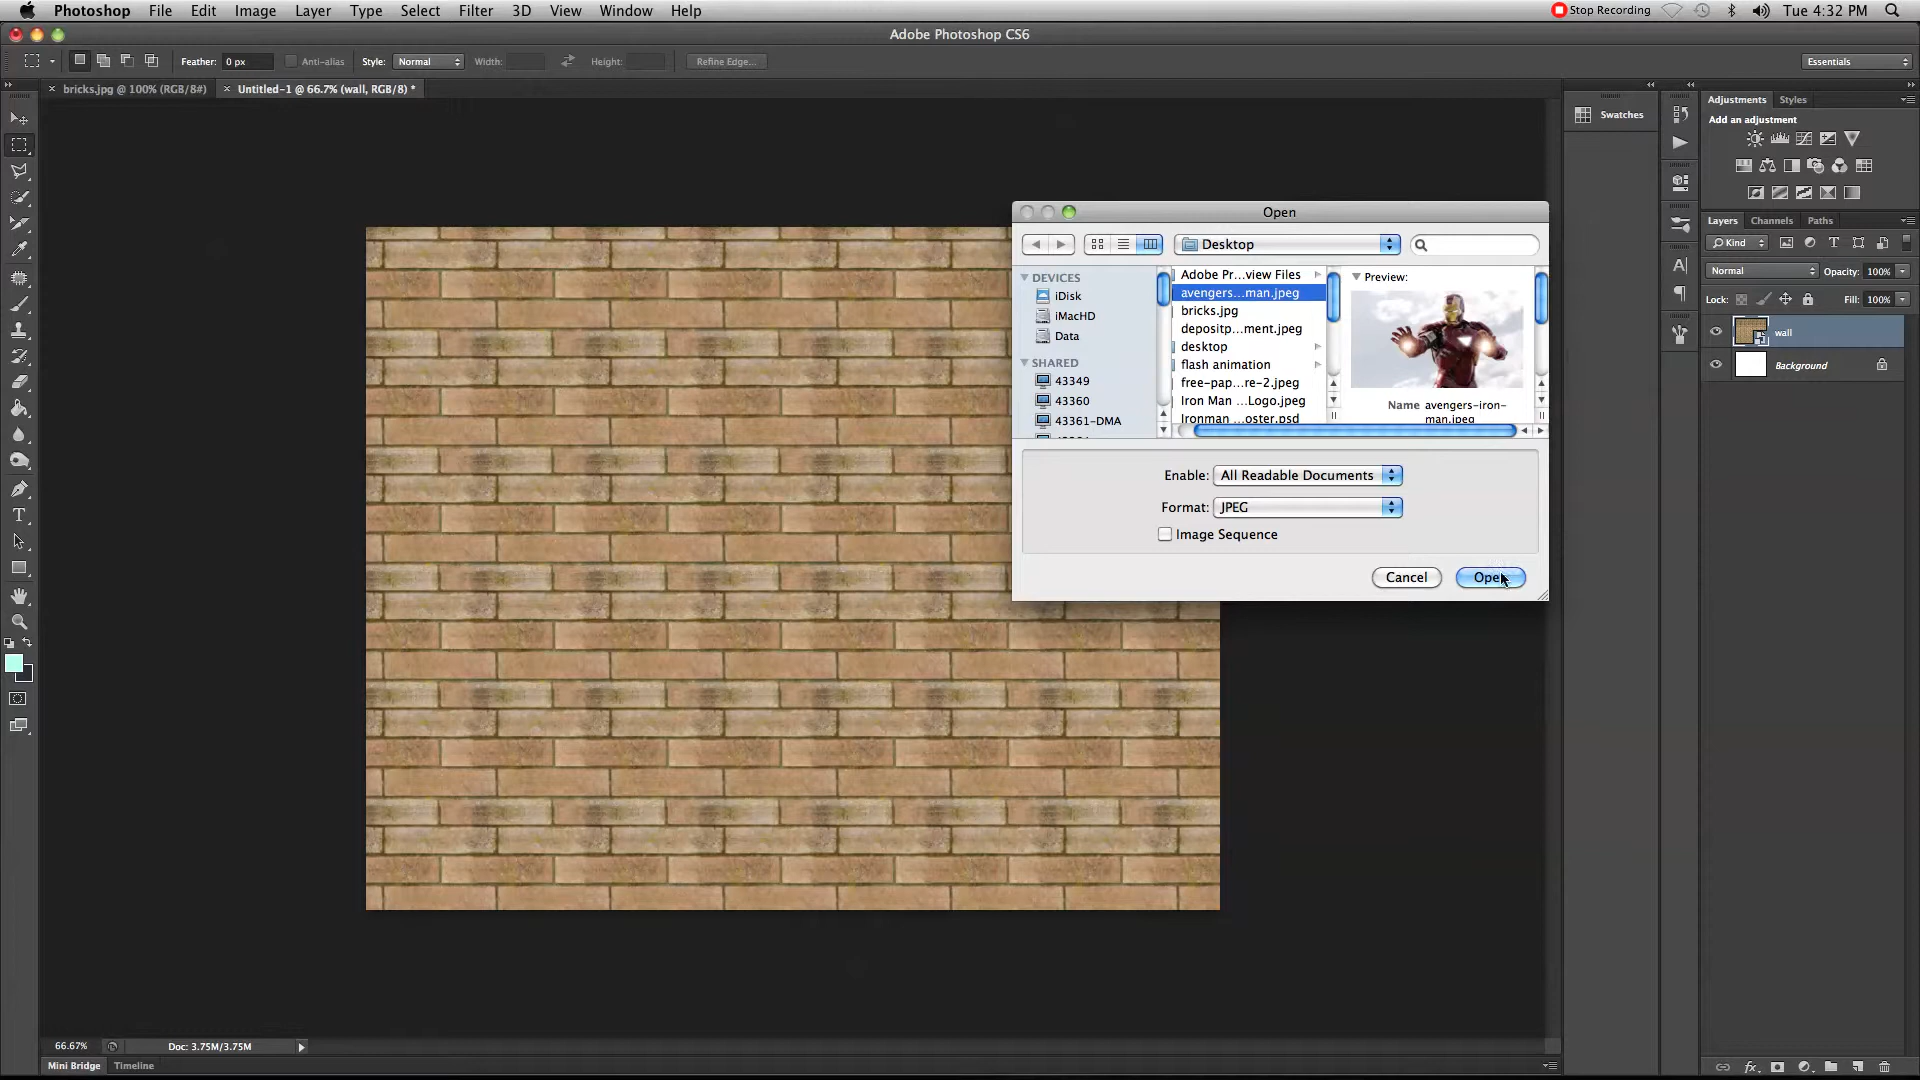 Photoshop File Edit Image Layer Type Select Filter 3D View Window Help Stop Recording Tue 4:32 PM
Adobe Photoshop CS6
Feather: 0 px Anti-alias Style: Normal Width: Height: Refine Edge... Essentials
bricks.jpg @ 100% (RGB/8#) Untitled-1 @ 66.7% (wall, RGB/8) *
Swatches
Adjustments Styles
Add an adjustment
Layers Channels Paths
Kind
Normal Opacity: 100%
Lock: Fill: 100%
wall
Background
Open
Desktop
DEVICES
iDisk
iMacHD
Data
SHARED
43349
43360
43361-DMA
Adobe Pr...view Files
avengers...man.jpeg
bricks.jpg
depositp...ment.jpeg
desktop
flash animation
free-pap...re-2.jpeg
Iron Man ...Logo.jpeg
Ironman ...oster.psd
Preview:
Name avengers-iron-
man.jpeg
Enable: All Readable Documents
Format: JPEG
Image Sequence
Cancel Open
66.67% Doc: 3.75M/3.75M
Mini Bridge Timeline